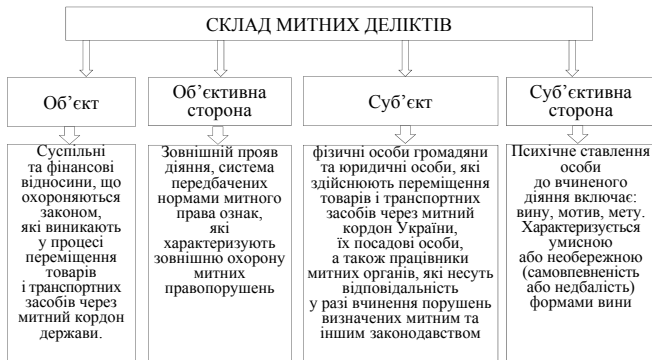 СКЛАД МИТНИХ ДЕЛІКТІВ
Об’єкт
Об’єктивна
сторона
Суб’єкт
Суб’єктивна
сторона
Суспільні
та фінансові
відносини, що
охороняються
законом,
які виникають
у процесі
переміщення
товарів
і транспортних
засобів через
митний кордон
держави.
Зовнішній прояв
діяння, система
передбачених
нормами митного
права ознак,
які
характеризують
зовнішню охорону
митних
правопорушень
фізичні особи громадяни
та юридичні особи, які
здійснюють переміщення
товарів і транспортних
засобів через митний
кордон України,
їх посадові особи,
а також працівники
митних органів, які несуть
відповідальність
у разі вчинення порушень
визначених митним та
іншим законодавством
Психічне ставлення
особи
до вчиненого
діяння включає:
вину, мотив, мету.
Характеризується
умисною
або необережною
(самовпевненість
або недбалість)
формами вини